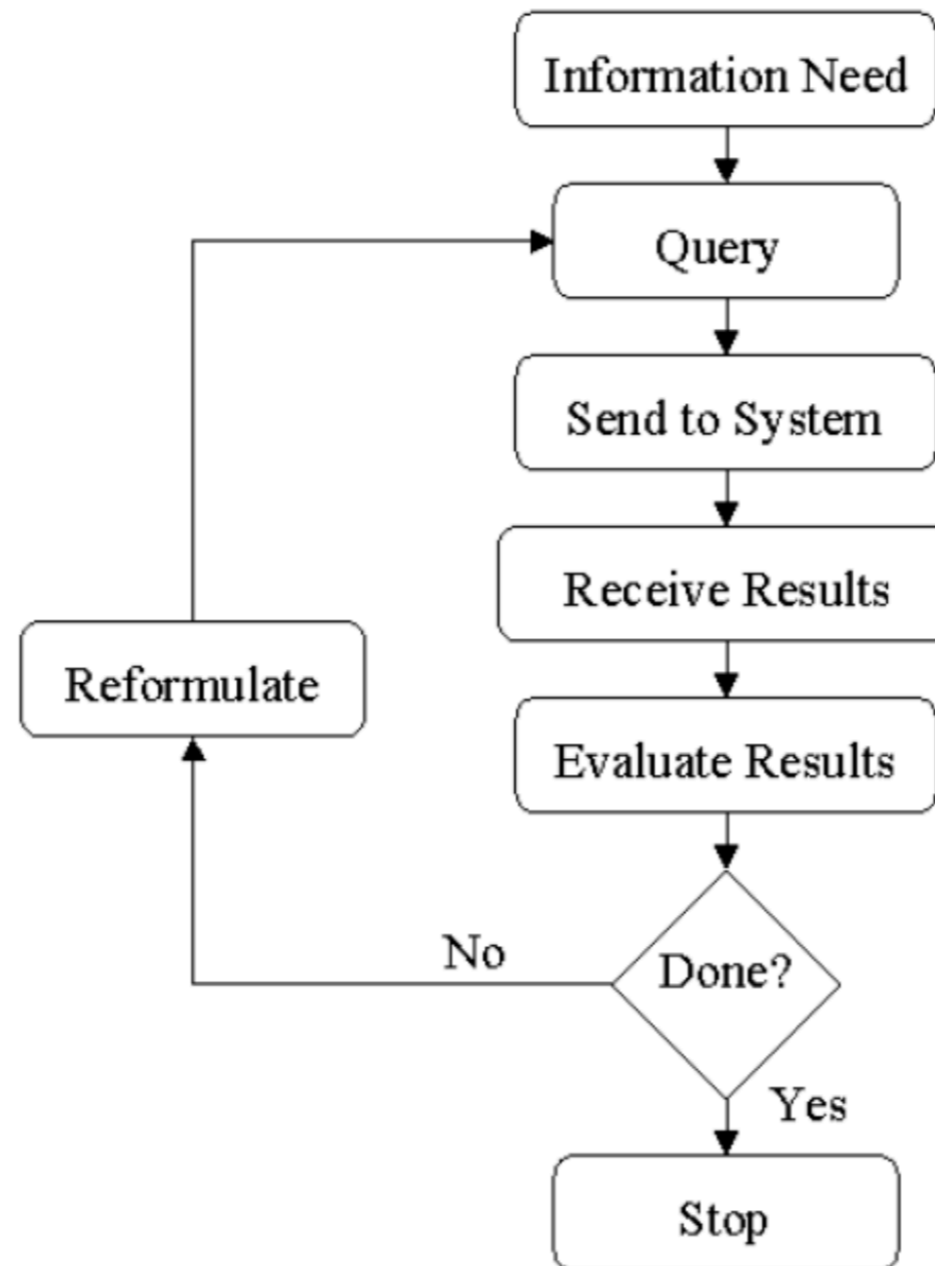 Information Need
Query
Send to System
Receive Results
Reformulate
Evaluate Results
Done?
No
Yes
Stop